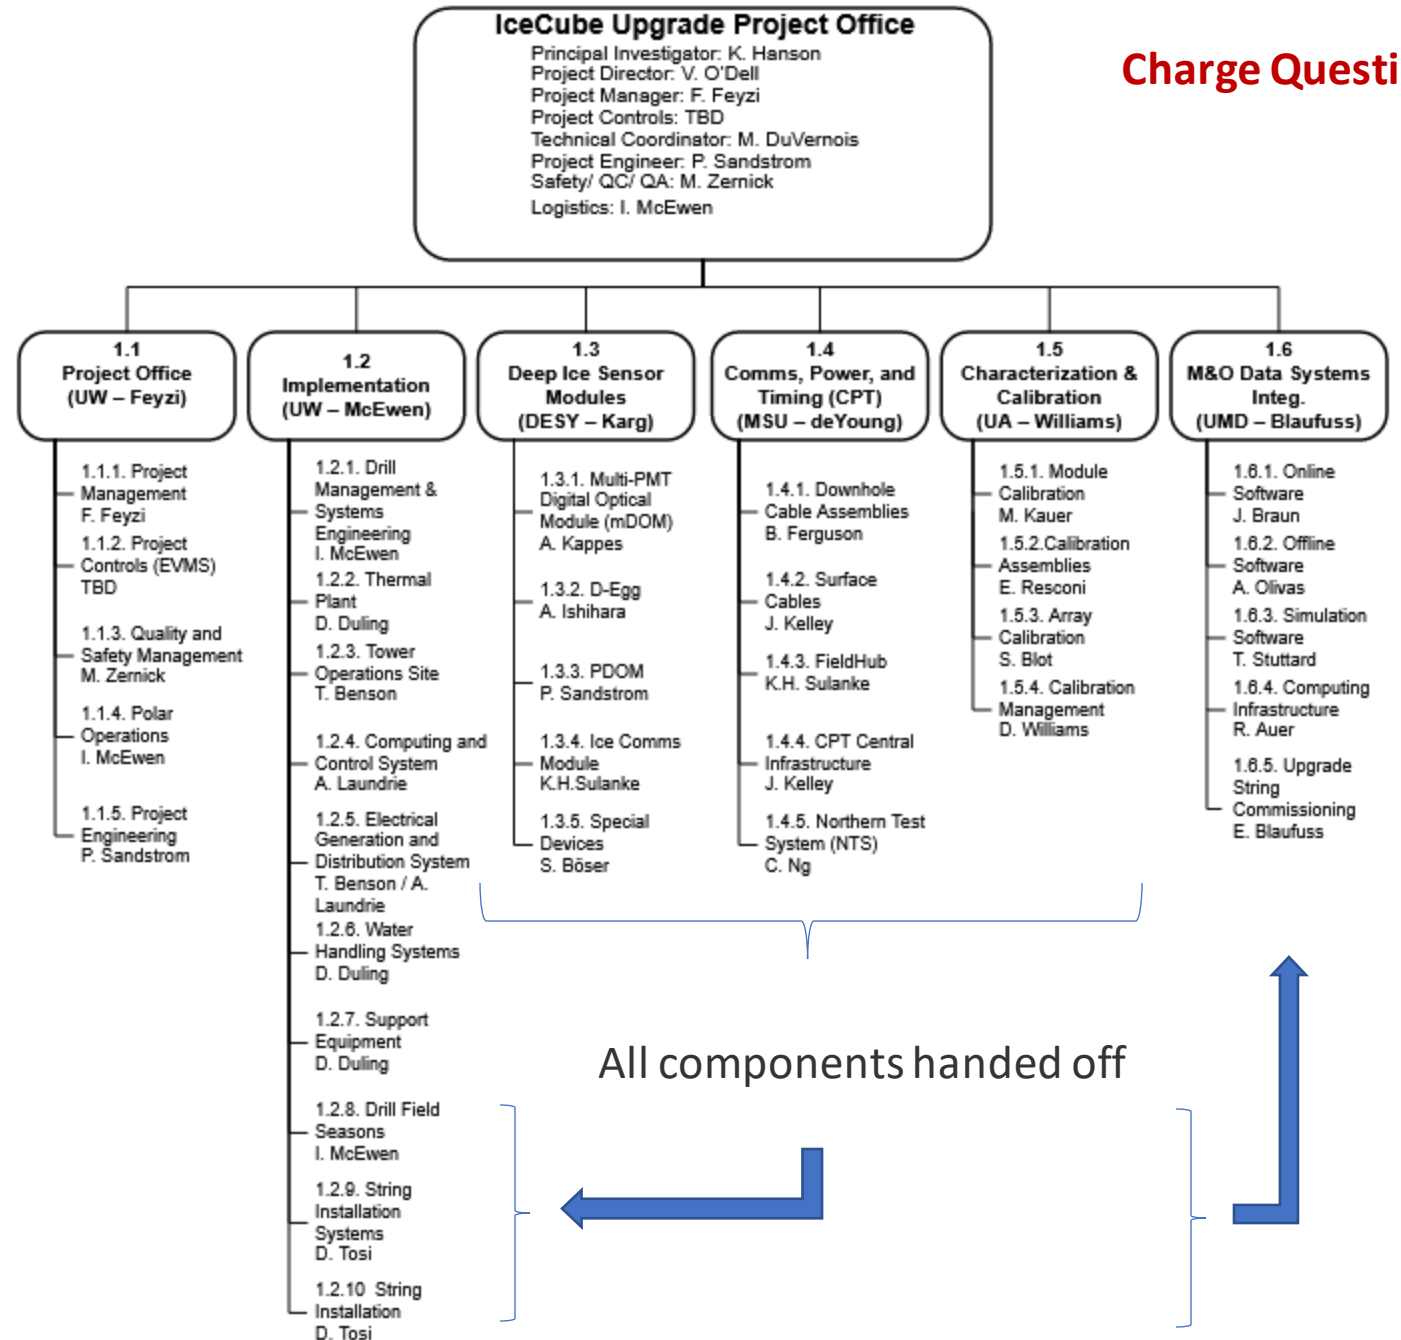 IceCube Upgrade Project Office
Principal Investigator: K. Hanson
Project Director: V. O'Dell
Project Manager: F. Feyzi
Project Controls: TBD
Technical Coordinator: M. DuVernois
Project Engineer: P. Sandstrom
Safety/ QC/ QA: M. Zernick
Logistics: I. McEwen
Charge Questi
1.1
Project Office
(UW – Feyzi)
1.1.1. Project
Management
F. Feyzi
1.1.2. Project
Controls (EVMS)
TBD
1.1.3. Quality and
Safety Management
M. Zernick
1.1.4. Polar
Operations
I. McEwen
1.1.5. Project
Engineering
P. Sandstrom
1.2
Implementation
(UW – McEwen)
1.2.1. Drill
Management &
Systems
Engineering
I. McEwen
1.2.2. Thermal
Plant
D. Duling
1.2.3. Tower
Operations Site
T. Benson
1.2.4. Computing and
Control System
A. Laundrie
1.2.5. Electrical
Generation and
Distribution System
T. Benson / A.
Laundrie
1.2.6. Water
Handling Systems
D. Duling
1.2.7. Support
Equipment
D. Duling
1.2.8. Drill Field
Seasons
I. McEwen
1.2.9. String
Installation
Systems
D. Tosi
1.2.10 String
Installation
D. Tosi
1.3
Deep Ice Sensor
Modules
(DESY – Karg)
1.3.1. Multi-PMT
Digital Optical
Module (mDOM)
A. Kappes
1.3.2. D-Egg
A. Ishihara
1.3.3. PDOM
P. Sandstrom
1.3.4. Ice Comms
Module
K.H.Sulanke
1.3.5. Special
Devices
S. Böser
1.4
Comms, Power, and
Timing (CPT)
(MSU – deYoung)
1.4.1. Downhole
Cable Assemblies
B. Ferguson
1.4.2. Surface
Cables
J. Kelley
1.4.3. FieldHub
K.H. Sulanke
1.4.4. CPT Central
Infrastructure
J. Kelley
1.4.5. Northern Test
System (NTS)
C. Ng
1.5
Characterization &
Calibration
(UA – Williams)
1.5.1. Module
Calibration
M. Kauer
1.5.2.Calibration
Assemblies
E. Resconi
1.5.3. Array
Calibration
S. Blot
1.5.4. Calibration
Management
D. Williams
1.6
M&O Data Systems
Integ.
(UMD – Blaufuss)
1.6.1. Online
Software
J. Braun
1.6.2. Offline
Software
A. Olivas
1.6.3. Simulation
Software
T. Stuttard
1.6.4. Computing
Infrastructure
R. Auer
1.6.5. Upgrade
String
Commissioning
E. Blaufuss
All components handed off